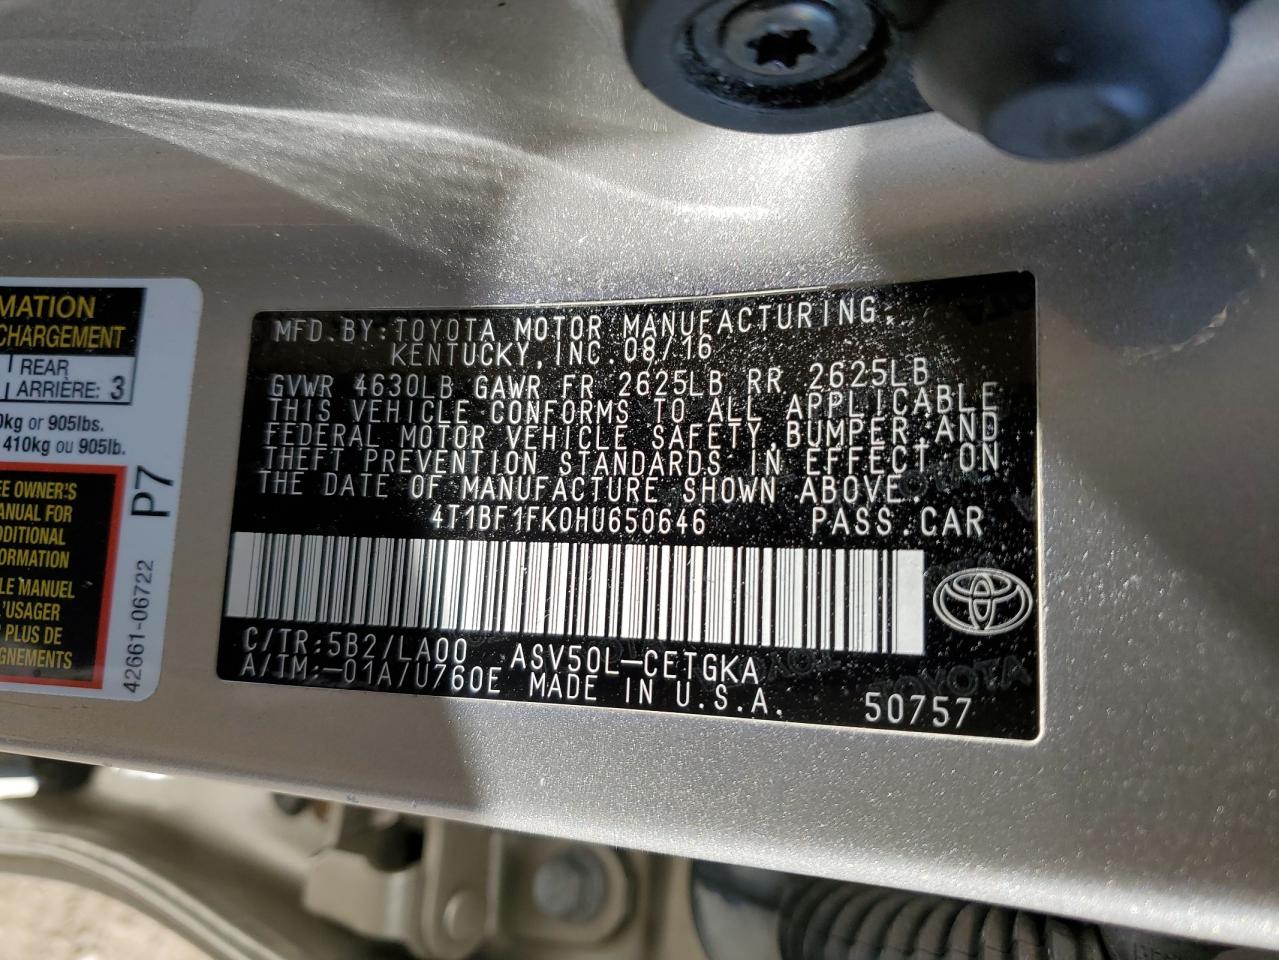 MATION
CHARGEMENT
REAR
ARRIÈRE: 3
0kg or 905lbs.
410kg ou 905lb.
EE OWNER'S
ANUAL FOR
DDITIONAL
FORMATION
LE MANUEL
'USAGER
PLUS DE
GNEMENTS
P7
42661-06722
MFD.BY:TOYOTA MOTOR MANUFACTURING,
KENTUCKY,INC.08/16
GVWR 4630LB GAWR FR 2625LB RR 2625LB
THIS VEHICLE CONFORMS TO ALL APPLICABLE
FEDERAL MOTOR VEHICLE SAFETY,BUMPER,AND
THEFT PREVENTION STANDARDS IN EFFECT ON
THE DATE OF MANUFACTURE SHOWN ABOVE.
4T1BF1FK0HU650646 PASS.CAR
C/TR:5B2/LA00 ASV50L-CETGKA
A/TM:-01A/U760E MADE IN U.S.A. 50757
TOYOTA